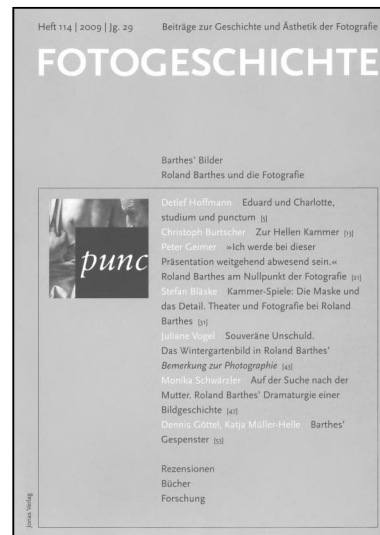 Heft 114 | 2009 | Jg. 29 Beiträge zur Geschichte und Ästhetik der Fotografie
FOTOGESCHICHTE
Barthes' Bilder
Roland Barthes und die Fotografie
punc
Detlef Hoffmann Eduard und Charlotte,
studium und punctum [5]
Christoph Burtscher Zur Hellen Kammer [13]
Peter Geimer »Ich werde bei dieser
Präsentation weitgehend abwesend sein.«
Roland Barthes am Nullpunkt der Fotografie [21]
Stefan Bläske Kammer-Spiele: Die Maske und
das Detail. Theater und Fotografie bei Roland
Barthes [31]
Juliane Vogel Souveräne Unschuld.
Das Wintergartenbild in Roland Barthes'
Bemerkung zur Photographie [43]
Monika Schwärzler Auf der Suche nach der
Mutter. Roland Barthes' Dramaturgie einer
Bildgeschichte [47]
Dennis Göttel, Katja Müller-Helle Barthes'
Gespenster [53]
Rezensionen
Bücher
Forschung
Jonas Verlag